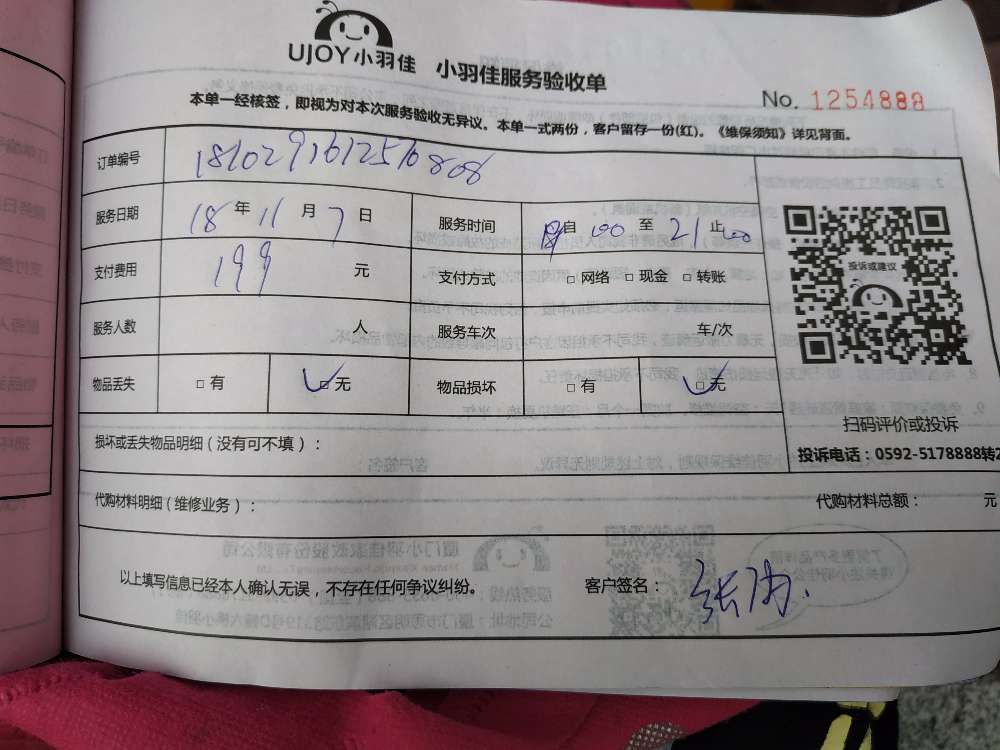 UJOY小羽佳 小羽佳服务验收单
No. 1254888
本单一经核签，即视为对本次服务验收无异议。本单一式两份，客户留存一份(红)。《维保须知》详见背面。
订单编号 181029161256808
服务日期 18 年 11 月 7 日 服务时间 自 00 至 21 止 00
支付费用 199 元 支付方式 □ 网络 □ 现金 □ 转账
服务人数 人 服务车次 车/次
物品丢失 □ 有 ☑ 无 物品损坏 □ 有 ☑ 无
投诉或建议
扫码评价或投诉
投诉电话：0592-5178888转2
损坏或丢失物品明细(没有可不填)：
代购材料明细(维修业务)： 代购材料总额： 元
以上填写信息已经本人确认无误，不存在任何争议纠纷。 客户签名： 张